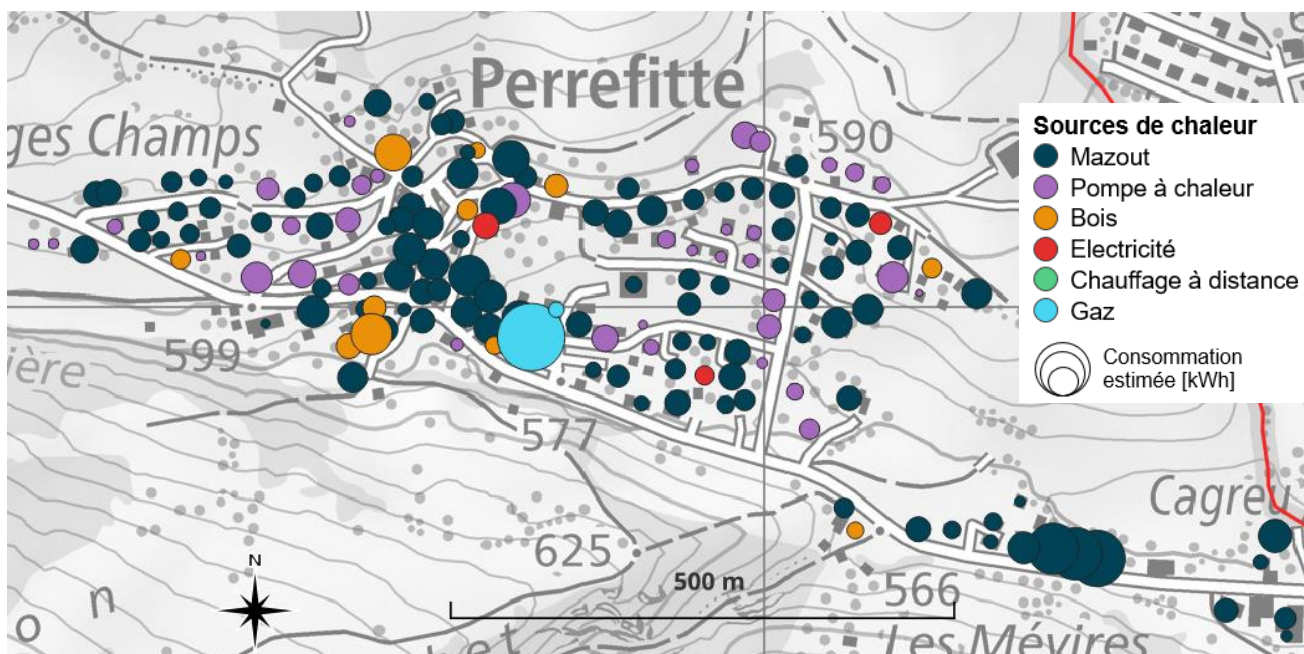 Perrefitte
ges Champs
590
Sources de chaleur
Mazout
Pompe à chaleur
Bois
Electricité
Chauffage à distance
Gaz
Consommation
estimée [kWh]
599
ière
577
Cagreu
625
N
500 m
566
o n
Les Mévires